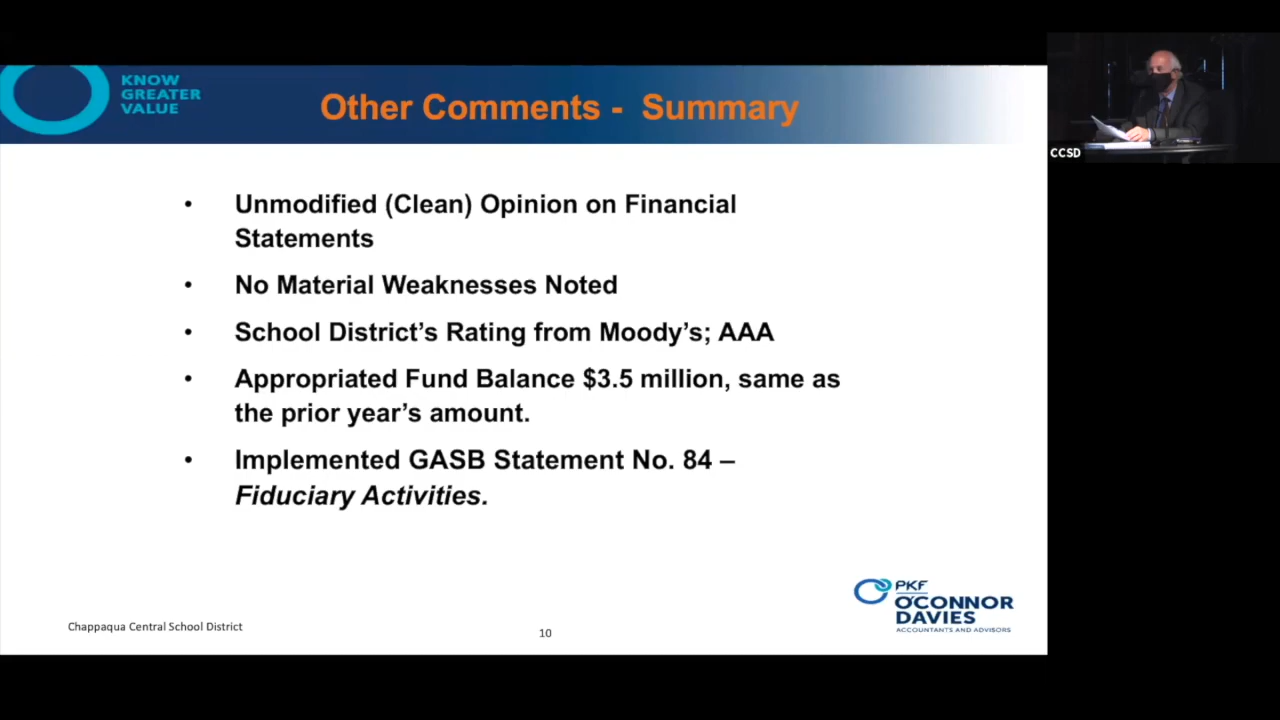 KNOW
GREATER
VALUE
Other Comments - Summary
CCSD
• Unmodified (Clean) Opinion on Financial
Statements
• No Material Weaknesses Noted
• School District's Rating from Moody's; AAA
• Appropriated Fund Balance $3.5 million, same as
the prior year's amount.
• Implemented GASB Statement No. 84 –
Fiduciary Activities.
PKF
O'CONNOR
DAVIES
ACCOUNTANTS AND ADVISORS
Chappaqua Central School District
10